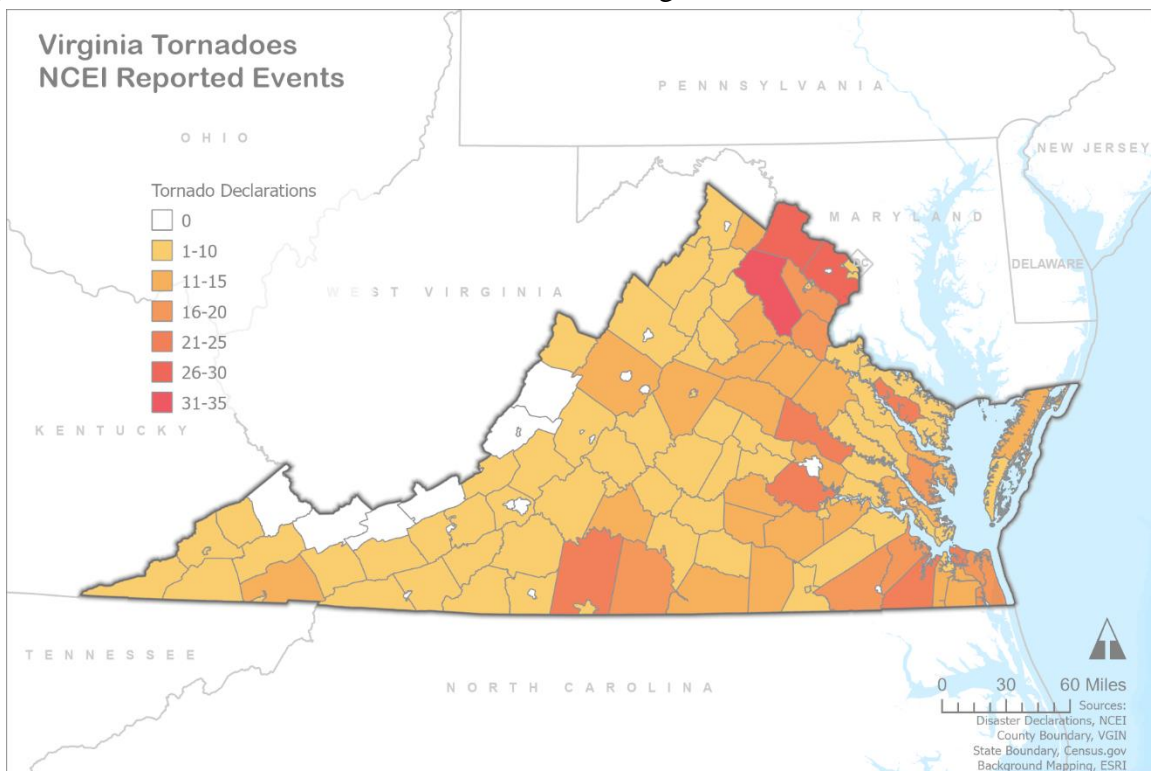 Virginia Tornadoes
NCEI Reported Events
PENNSYLVANIA
OHIO
NEW JERSEY
Tornado Declarations
0
1-10
11-15
16-20
21-25
26-30
31-35
MARYLAND
DC
DELAWARE
WEST VIRGINIA
KENTUCKY
TENNESSEE
NORTH CAROLINA
0 30 60 Miles
Sources:
Disaster Declarations, NCEI
County Boundary, VGIN
State Boundary, Census.gov
Background Mapping, ESRI